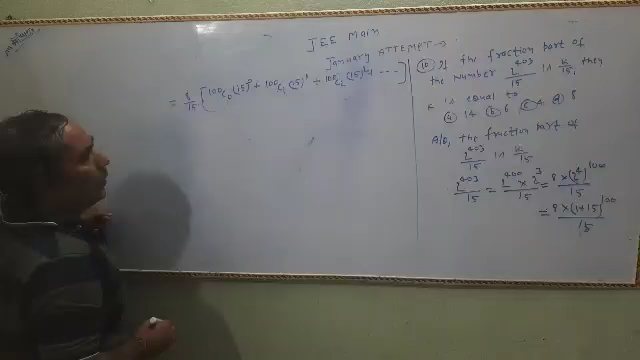 JEE Main
January ATTEMPT →
(10) If the fraction part of
the number 2^403/15 is k/15, then
k is equal to
(a) 14 (b) 6 (c) 4 (d) 8
A/Q, the fraction part of
2^403/15 is k/15
2^403/15 = 2^400 × 2^3/15 = 8 × (2^4)^100/15
= 8 × (1+15)^100/15
= 8/15 [100C0 (15)^0 + 100C1 (15)^1 + 100C2 (15)^2 + ---]